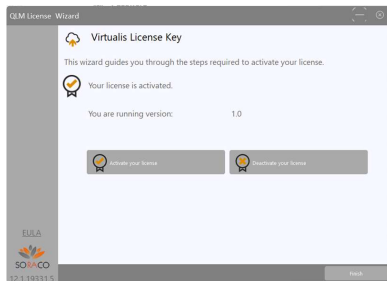 QLM License Wizard
Virtualis License Key
This wizard guides you through the steps required to activate your license.
Your license is activated.
You are running version: 1.0
Activate your license Deactivate your license
EULA
SORACO
12.1.19531.5
Next